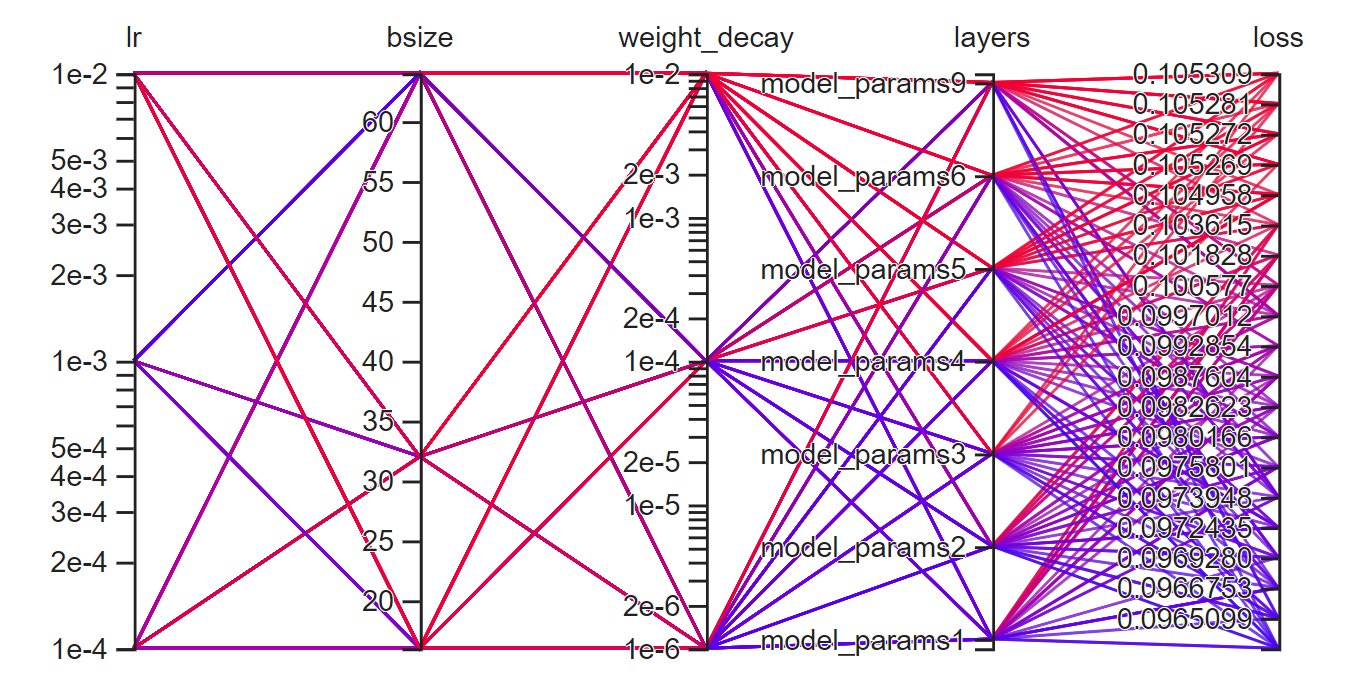 lr
bsize
weight_decay
layers
loss
1e-2
5e-3
4e-3
3e-3
2e-3
1e-3
5e-4
4e-4
3e-4
2e-4
1e-4
60
55
50
45
40
35
30
25
20
1e-2
2e-3
1e-3
2e-4
1e-4
2e-5
1e-5
2e-6
1e-6
model_params9
model_params6
model_params5
model_params4
model_params3
model_params2
model_params1
0.105309
0.105281
0.105272
0.105269
0.104958
0.103615
0.101828
0.100577
0.0997012
0.0992854
0.0987604
0.0982623
0.0980166
0.0975801
0.0973948
0.0972435
0.0969280
0.0966753
0.0965099